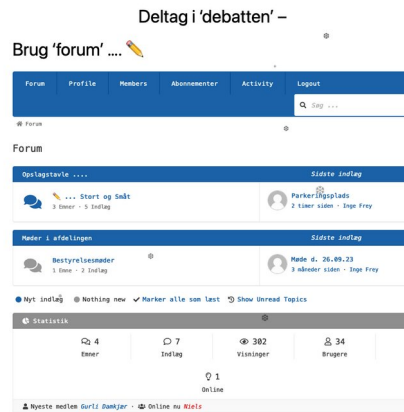 Deltag i ‘debatten’ –
Brug ‘forum’ .... ✏️
Forum Profile Members Abonnementer Activity Logout
Søg ...
Forum
Forum
Opslagstavle .... Sidste indlæg
✏️ ... Stort og Småt
3 Emner · 5 Indlæg
Parkeringsplads
2 timer siden · Inge Frey
Møder i afdelingen Sidste indlæg
Bestyrelsesmøder
1 Emne · 2 Indlæg
Møde d. 26.09.23
3 måneder siden · Inge Frey
Nyt indlæg Nothing new Marker alle som læst Show Unread Topics
Statistik
4 7 302 34
Emner Indlæg Visninger Brugere
1
Online
Nyeste medlem Gurli Damkjær · Online nu Niels